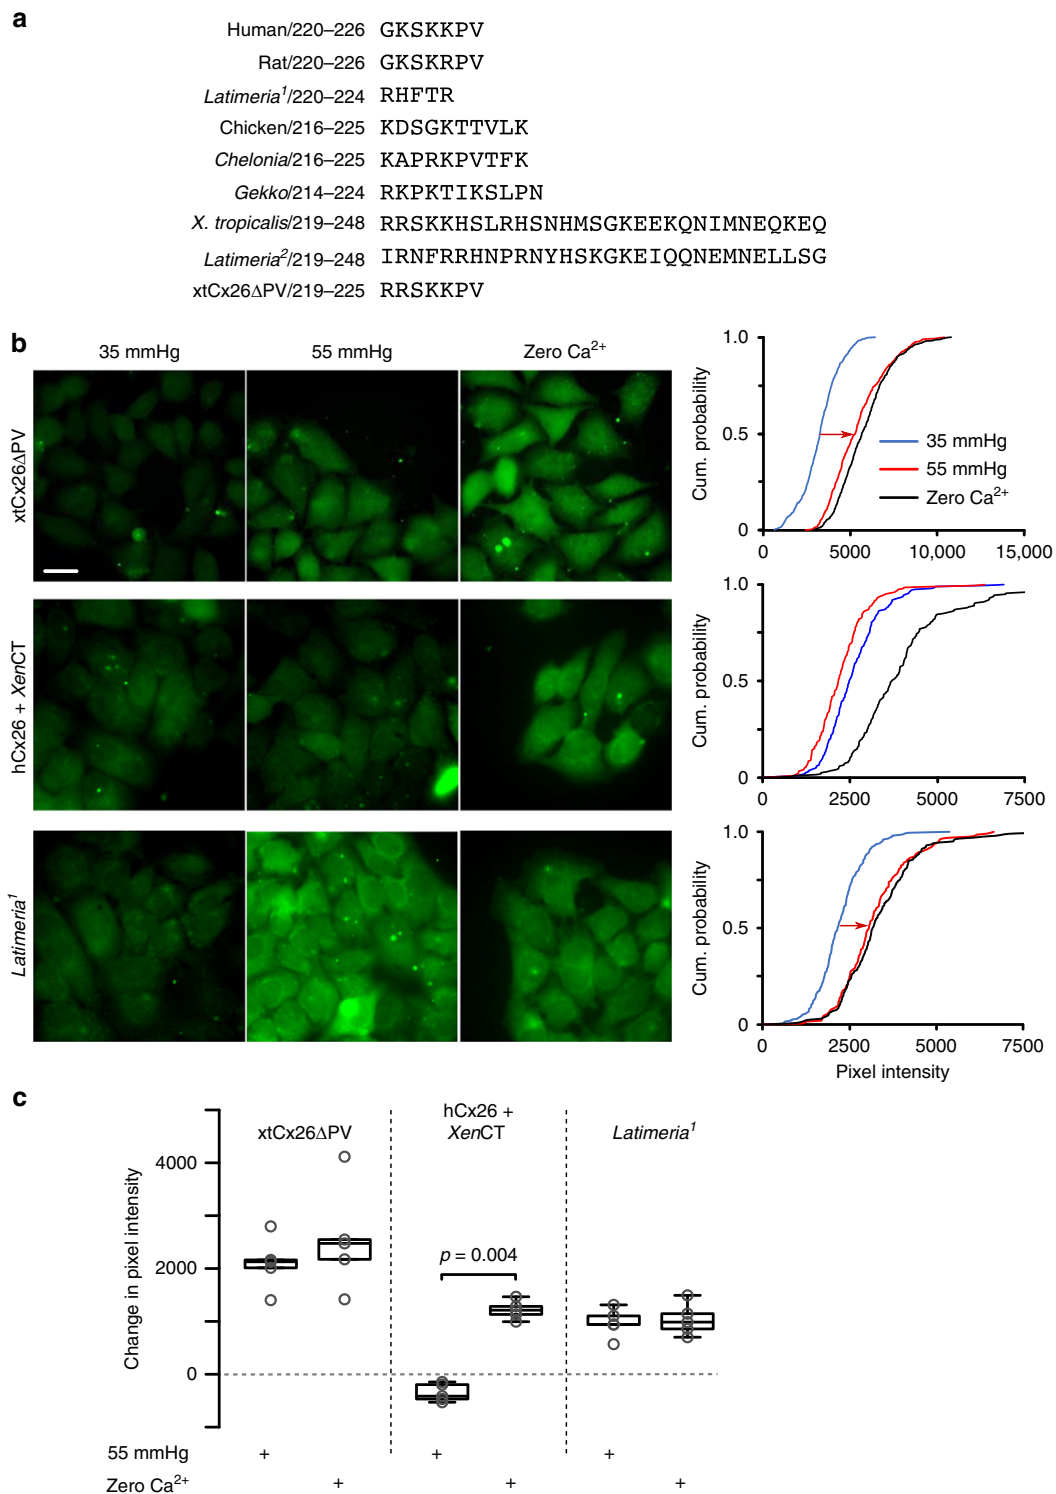 a
Human/220–226 GKSKKPV
Rat/220–226 GKSKRPV
Latimeria¹/220–224 RHFTR
Chicken/216–225 KDSGKTTVLK
Chelonia/216–225 KAPRKPVTFK
Gekko/214–224 RKPKTIKSLPN
X. tropicalis/219–248 RRSKKHSLRHSNHMSGKEEKQNIMNEQKEQ
Latimeria²/219–248 IRNFRRHNPRNYHSKGKEIQQNEMNELLSG
xtCx26ΔPV/219–225 RRSKKPV
b
35 mmHg 55 mmHg Zero Ca²⁺
xtCx26ΔPV
hCx26 + XenCT
Latimeria¹
Cum. probability
1.0
0.5
0
0 5000 10,000 15,000
35 mmHg
55 mmHg
Zero Ca²⁺
Cum. probability
1.0
0.5
0
0 2500 5000 7500
Cum. probability
1.0
0.5
0
0 2500 5000 7500
Pixel intensity
c
Change in pixel intensity
4000
2000
0
xtCx26ΔPV
hCx26 +
XenCT
Latimeria¹
p = 0.004
55 mmHg + + +
Zero Ca²⁺ + + +